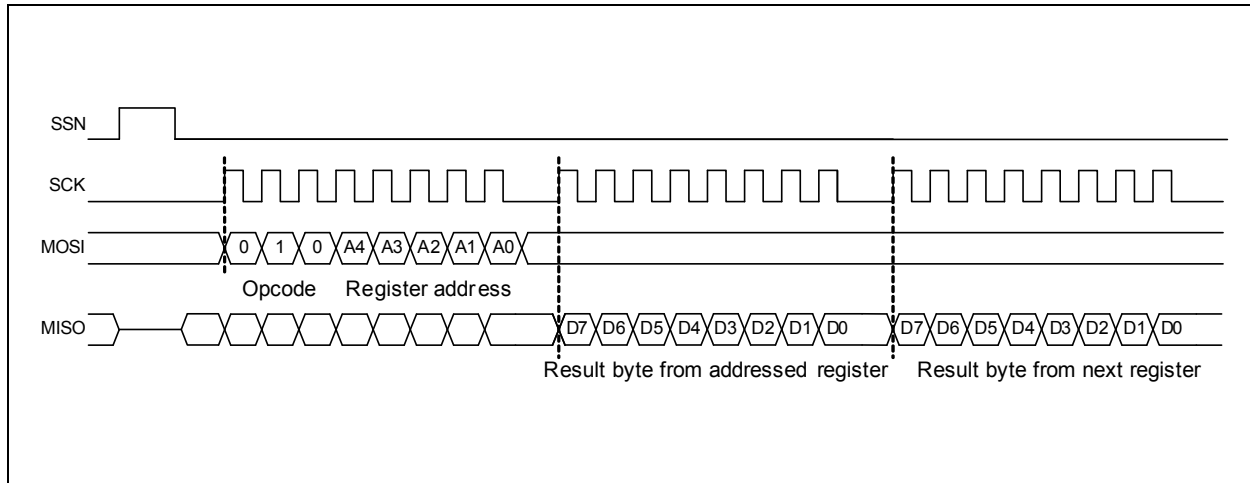 SSN
SCK
MOSI 0 1 0 A4 A3 A2 A1 A0
Opcode Register address
MISO D7 D6 D5 D4 D3 D2 D1 D0 D7 D6 D5 D4 D3 D2 D1 D0
Result byte from addressed register Result byte from next register